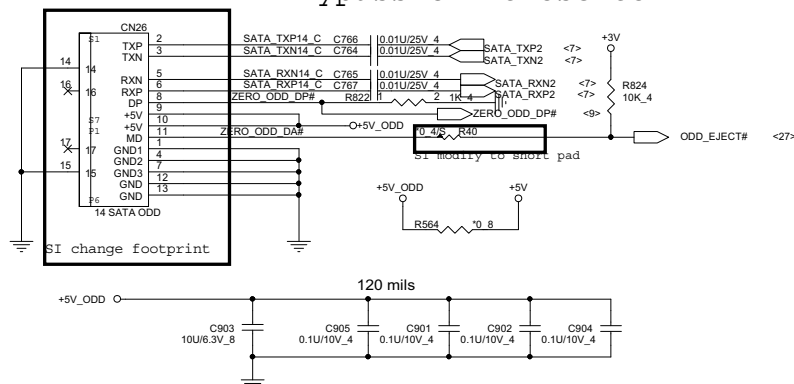 CN26
S1
TXP 2 SATA_TXP14_C C766 0.01U/25V_4 SATA_TXP2 <7>
TXN 3 SATA_TXN14_C C764 0.01U/25V_4 SATA_TXN2 <7>
+3V
14 14
RXN 5 SATA_RXN14_C C765 0.01U/25V_4 SATA_RXN2 <7>
16 16 RXP 6 SATA_RXP14_C C767 0.01U/25V_4 SATA_RXP2 <7>
R824
10K_4
DP 8 ZERO_ODD_DP# R822 1 2 1K_4
+5V 9 ZERO_ODD_DP# <9>
S7
+5V 10 +5V_ODD
P1
MD 11 ZERO_ODD_DA# *0_4/S R40 ODD_EJECT# <27>
17 17 GND1 1
SI modify to short pad
GND2 4
15 15 GND3 7
GND 12
GND 13
P6
14 SATA ODD
SI change footprint
+5V_ODD +5V
R564 *0_8
120 mils
+5V_ODD
C903
10U/6.3V_8
C905
0.1U/10V_4
C901
0.1U/10V_4
C902
0.1U/10V_4
C904
0.1U/10V_4